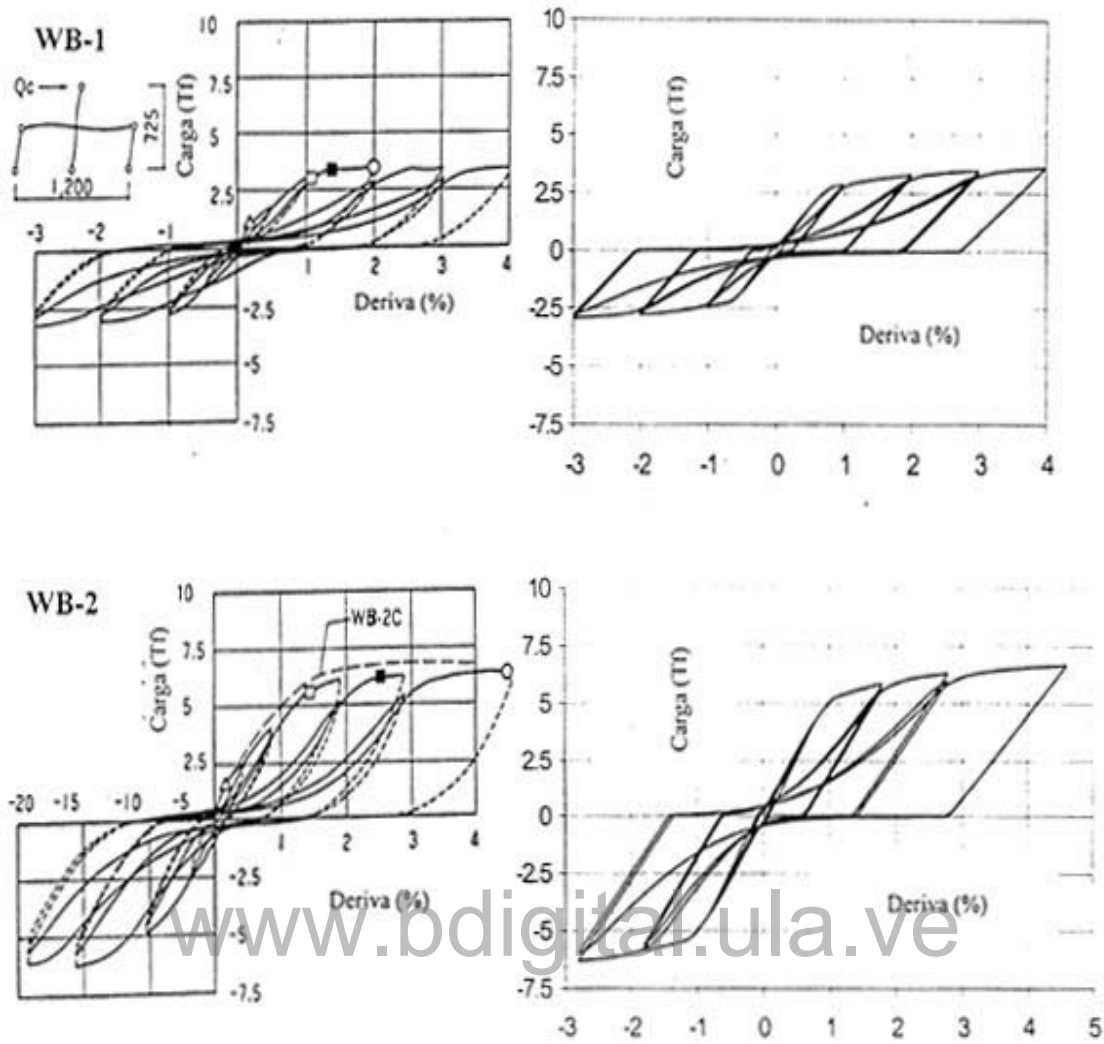 WB-1
Qc
725
1,200
Carga (Tf)
10
7.5
5
2.5
-3 -2 -1
1 2 3 4
-2.5
-5
-7.5
Deriva (%)
Carga (Tf)
10
7.5
5
2.5
0
-2.5
-5
-7.5
Deriva (%)
-3 -2 -1 0 1 2 3 4
WB-2
WB-2C
Carga (Tf)
10
7.5
5
2.5
-20 -15 -10 -5
1 2 3 4
-2.5
-5
-7.5
Deriva (%)
Carga (Tf)
10
7.5
5
2.5
0
-2.5
-5
-7.5
Deriva (%)
-3 -2 -1 0 1 2 3 4 5
www.bdigital.ula.ve